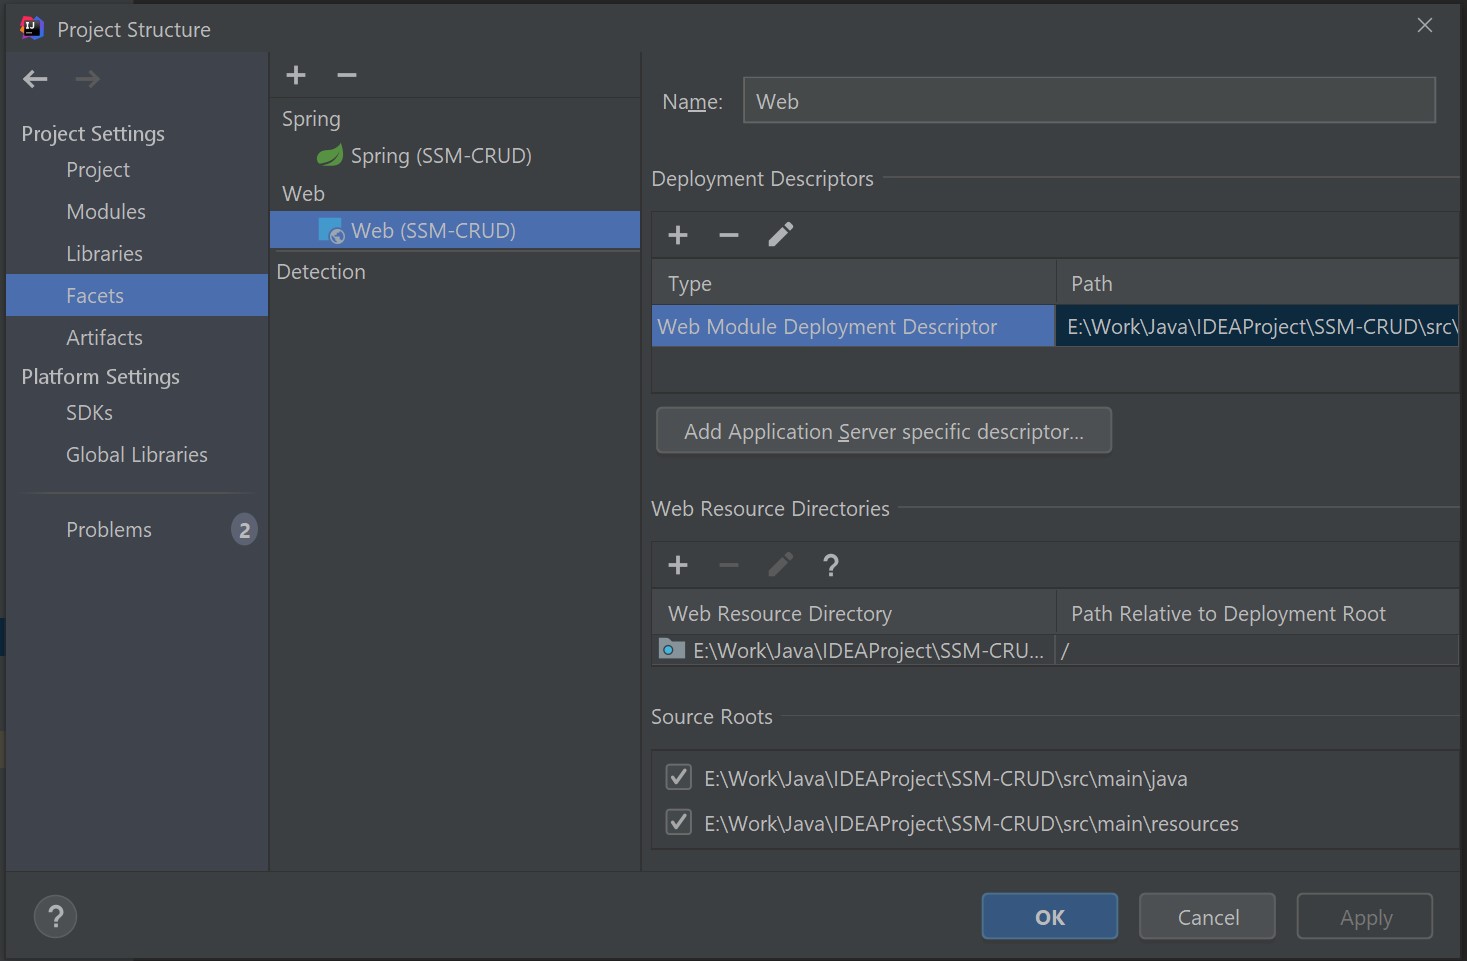 Project Structure
Project Settings
Project
Modules
Libraries
Facets
Artifacts
Platform Settings
SDKs
Global Libraries
Problems 2
Spring
Spring (SSM-CRUD)
Web
Web (SSM-CRUD)
Detection
Name: Web
Deployment Descriptors
Type Path
Web Module Deployment Descriptor E:\Work\Java\IDEAProject\SSM-CRUD\src\
Add Application Server specific descriptor...
Web Resource Directories
?
Web Resource Directory Path Relative to Deployment Root
E:\Work\Java\IDEAProject\SSM-CRU... /
Source Roots
E:\Work\Java\IDEAProject\SSM-CRUD\src\main\java
E:\Work\Java\IDEAProject\SSM-CRUD\src\main\resources
? OK Cancel Apply